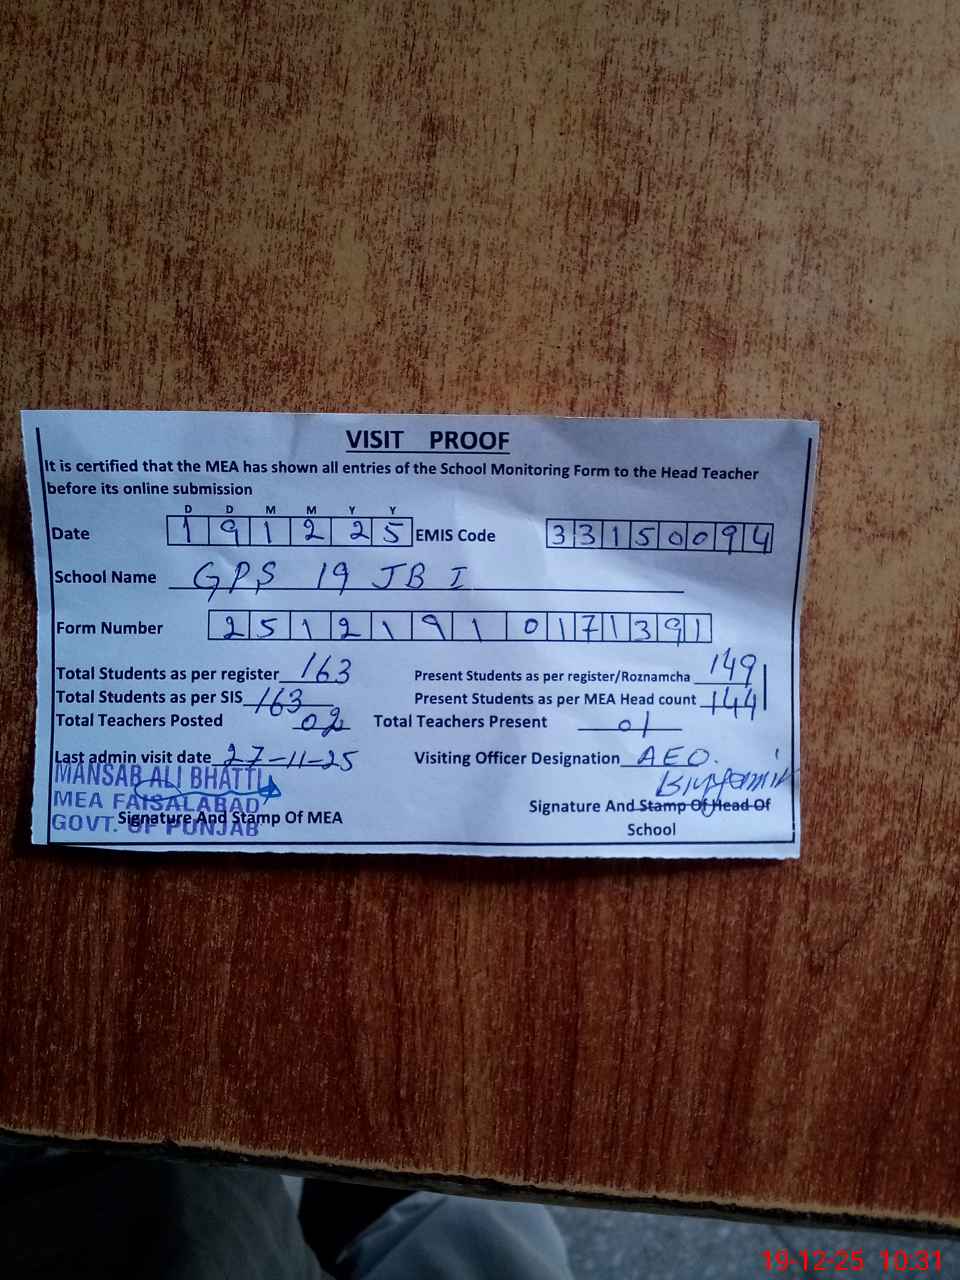 VISIT PROOF
It is certified that the MEA has shown all entries of the School Monitoring Form to the Head Teacher
before its online submission
D D M M Y Y
Date 1 9 1 2 2 5 EMIS Code 3 3 1 5 0 0 9 4
School Name GPS 19 JB I
Form Number 2 5 1 2 1 9 1 0 1 7 1 3 9 1
Total Students as per register 163 Present Students as per register/Roznamcha 149
Total Students as per SIS 163 Present Students as per MEA Head count 144
Total Teachers Posted 02 Total Teachers Present 01
Last admin visit date 27-11-25 Visiting Officer Designation AEO.
MANSAB ALI BHATTI
MEA FAISALABAD
GOVT. OF PUNJAB
Signature And Stamp Of MEA
Signature And Stamp Of Head Of
School
19-12-25 10:31